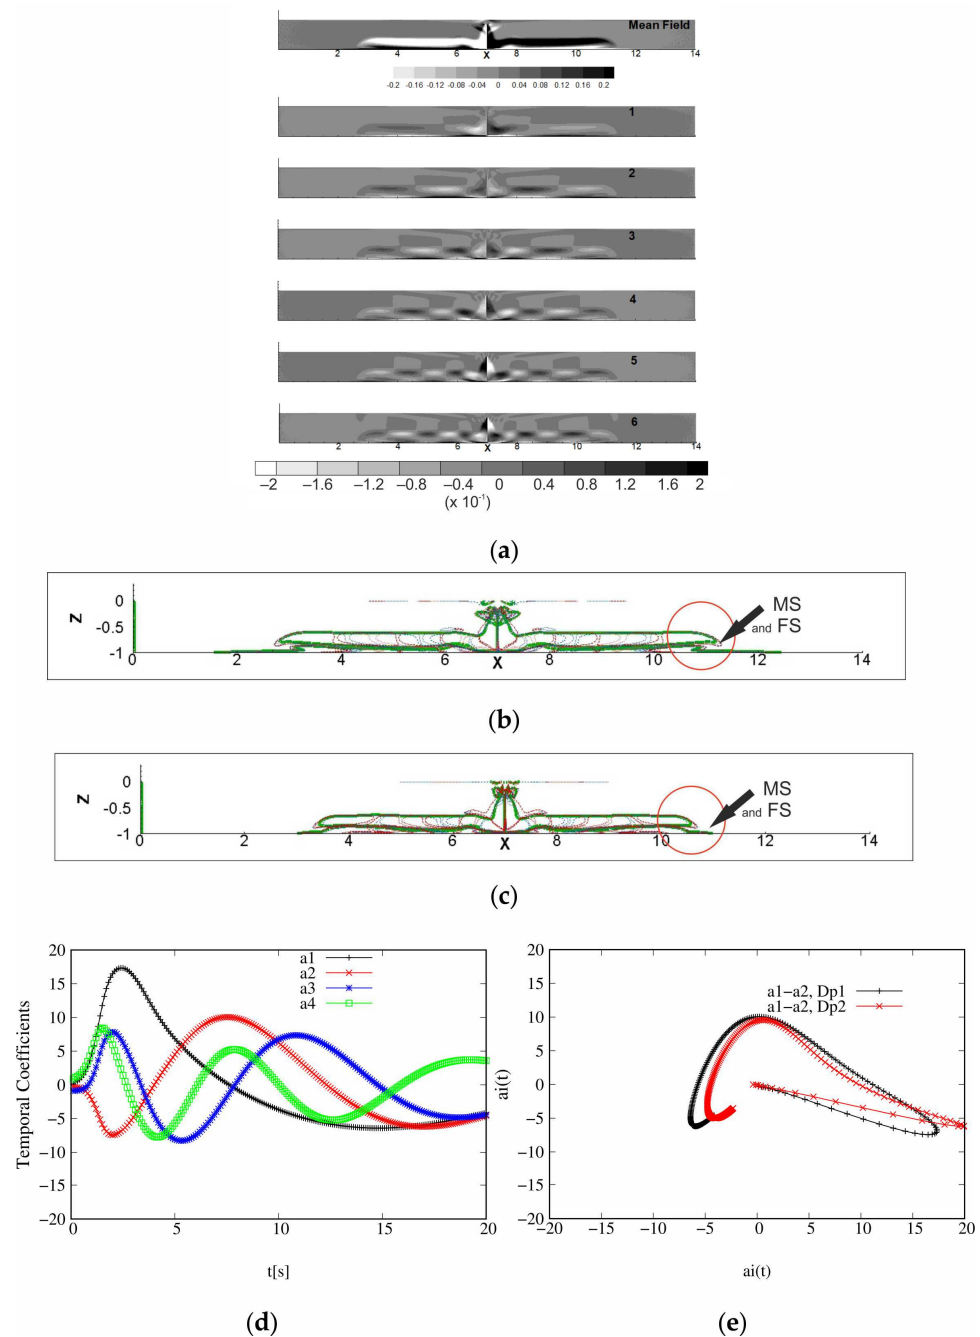 Mean Field
2 4 6 8 10 12 14
X
-0.2 -0.16 -0.12 -0.08 -0.04 0 0.04 0.08 0.12 0.16 0.2
1
2
3
4
5
6
2 4 6 8 10 12 14
X
−2 −1.6 −1.2 −0.8 −0.4 0 0.4 0.8 1.2 1.6 2
(x 10⁻¹)
(a)
Z
0
-0.5
-1
0 2 4 6 8 10 12 14
X
MS
and FS
(b)
Z
0
-0.5
-1
0 2 4 6 8 10 12 14
X
MS
and FS
(c)
Temporal Coefficients
20
15
10
5
0
−5
−10
−15
−20
0 5 10 15 20
t[s]
a1
a2
a3
a4
(d)
ai(t)
20
15
10
5
0
−5
−10
−15
−20
−20 −15 −10 −5 0 5 10 15 20
ai(t)
a1−a2, Dp1
a1−a2, Dp2
(e)